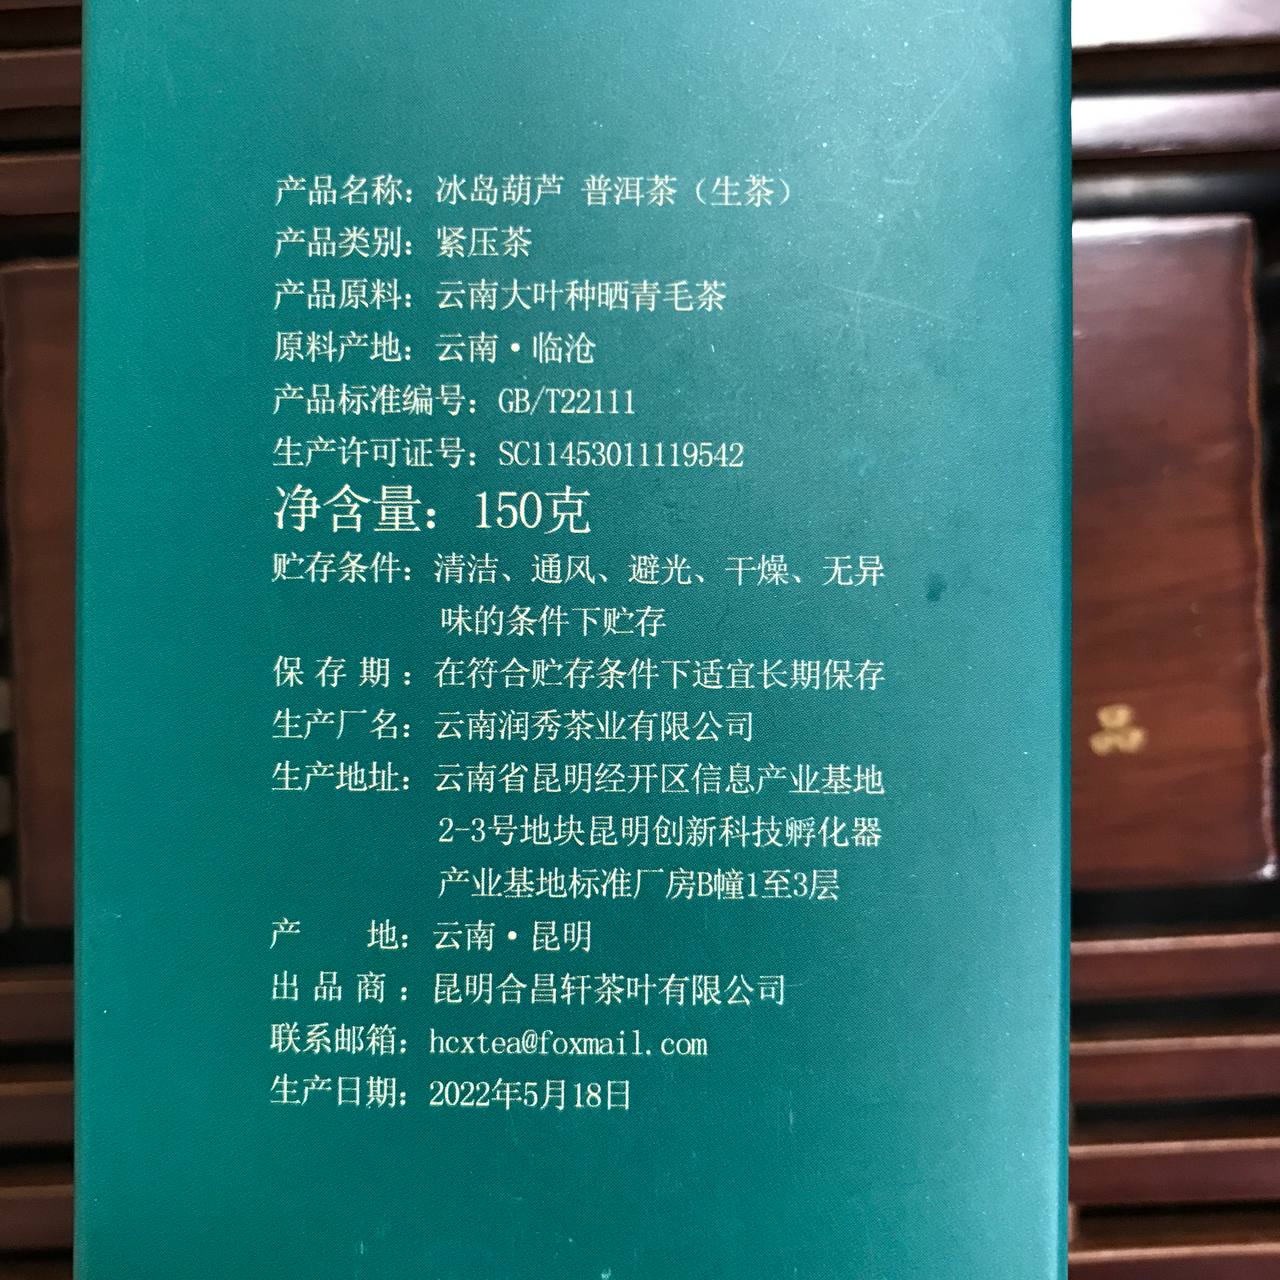 产品名称：冰岛葫芦 普洱茶（生茶）
产品类别：紧压茶
产品原料：云南大叶种晒青毛茶
原料产地：云南·临沧
产品标准编号：GB/T22111
生产许可证号：SC11453011119542
净含量：150克
贮存条件：清洁、通风、避光、干燥、无异
味的条件下贮存
保存期：在符合贮存条件下适宜长期保存
生产厂名：云南润秀茶业有限公司
生产地址：云南省昆明经开区信息产业基地
2-3号地块昆明创新科技孵化器
产业基地标准厂房B幢1至3层
产 地：云南·昆明
出品商：昆明合昌轩茶叶有限公司
联系邮箱：hcxtea@foxmail.com
生产日期：2022年5月18日